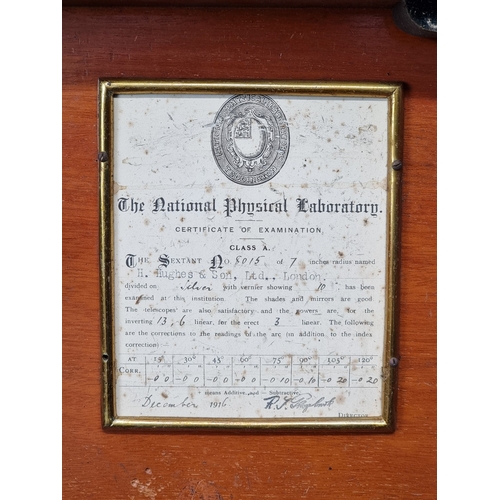 The National Physical Laboratory.
CERTIFICATE OF EXAMINATION
CLASS A.
THE SEXTANT No. 5015 of 7 inches radius named
H. Hughes & Son, Ltd., London,
divided on Silver with vernier showing 10 has been
examined at this institution. The shades and mirrors are good.
The telescopes are also satisfactory and the powers are, for the
inverting 13, 6 linear, for the erect 3 linear. The following
are the corrections to the readings of the arc (in addition to the index
correction)—
AT 15° 30° 45° 60° 75° 90° 105° 120°
CORR. -0 0 -0 0 -0 0 -0 0 -0 10 -0 10 -0 20 -0 20
+ means Additive, and — Subtractive.
December 1916
DIRECTOR